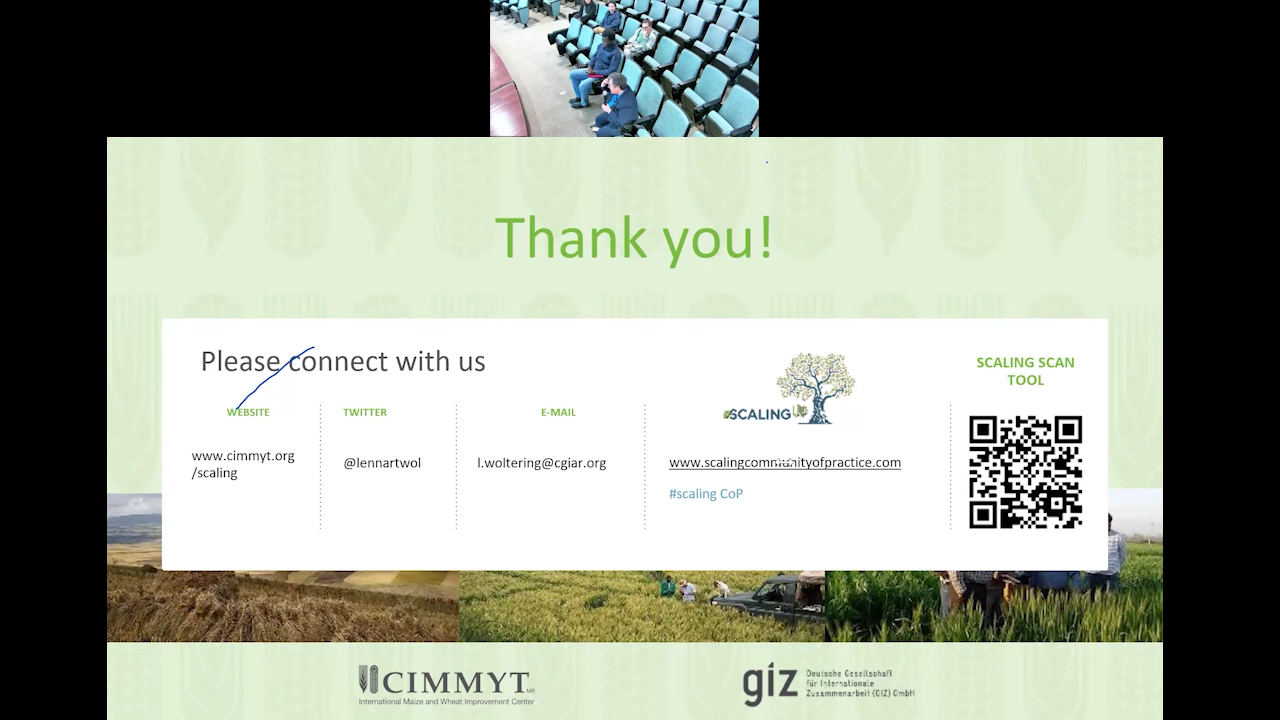 Thank you!
Please connect with us
WEBSITE
www.cimmyt.org
/scaling
TWITTER
@lennartwol
E-MAIL
l.woltering@cgiar.org
#SCALING Up
www.scalingcommunityofpractice.com
#scaling CoP
SCALING SCAN
TOOL
CIMMYT MR
International Maize and Wheat Improvement Center
giz
Deutsche Gesellschaft
für Internationale
Zusammenarbeit (GIZ) GmbH